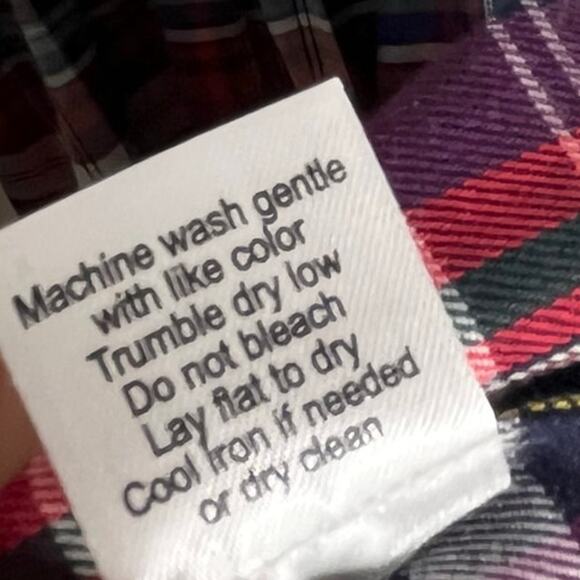 Machine wash gentle
with like color
Trumble dry low
Do not bleach
Lay flat to dry
Cool Iron if needed
or dry clean